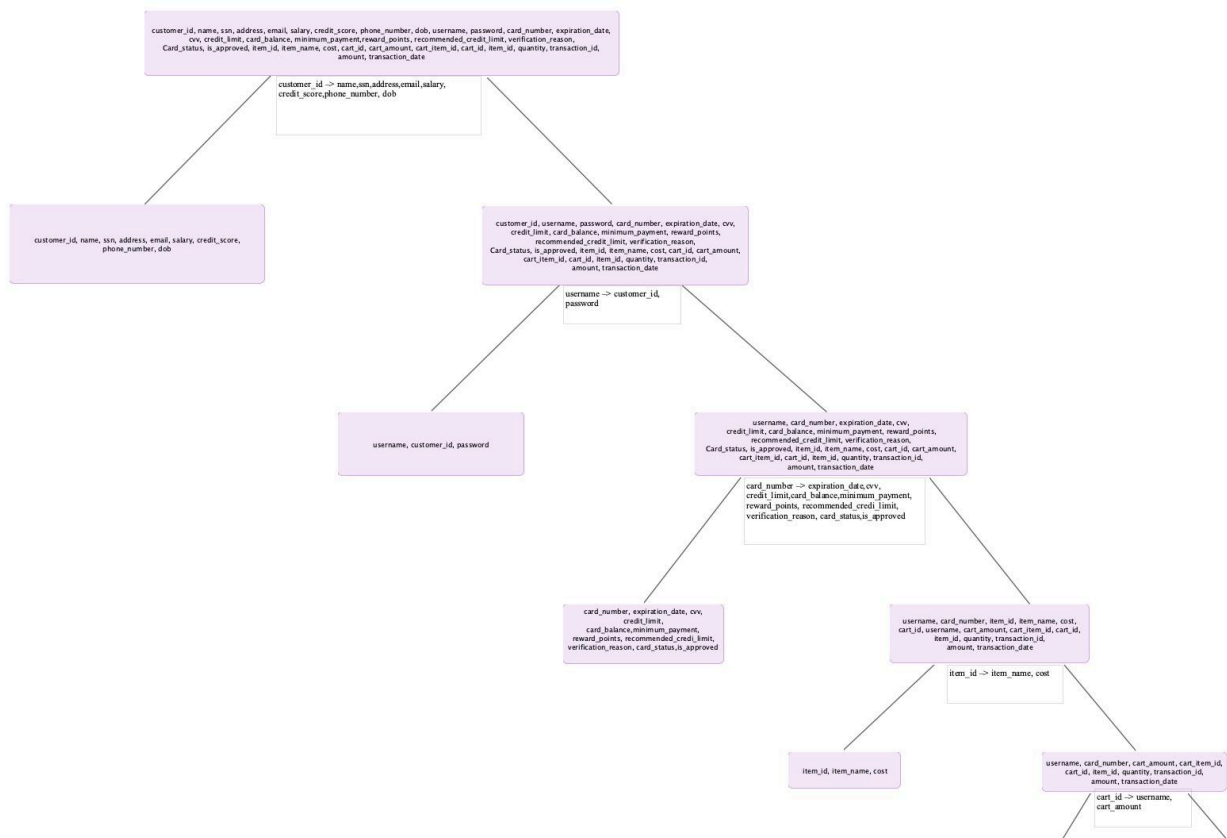 customer_id, name, ssn, address, email, salary, credit_score, phone_number, dob, username, password, card_number, expiration_date,
cvv, credit_limit, card_balance, minimum_payment,reward_points, recommended_credit_limit, verification_reason,
Card_status, is_approved, item_id, item_name, cost, cart_id, cart_amount, cart_item_id, cart_id, item_id, quantity, transaction_id,
amount, transaction_date
customer_id –> name,ssn,address,email,salary,
credit_score,phone_number, dob
customer_id, name, ssn, address, email, salary, credit_score,
phone_number, dob
customer_id, username, password, card_number, expiration_date, cvv,
credit_limit, card_balance, minimum_payment, reward_points,
recommended_credit_limit, verification_reason,
Card_status, is_approved, item_id, item_name, cost, cart_id, cart_amount,
cart_item_id, cart_id, item_id, quantity, transaction_id,
amount, transaction_date
username –> customer_id,
password
username, customer_id, password
username, card_number, expiration_date, cvv,
credit_limit, card_balance, minimum_payment, reward_points,
recommended_credit_limit, verification_reason,
Card_status, is_approved, item_id, item_name, cost, cart_id, cart_amount,
cart_item_id, cart_id, item_id, quantity, transaction_id,
amount, transaction_date
card_number –> expiration_date,cvv,
credit_limit,card_balance,minimum_payment,
reward_points, recommended_credi_limit,
verification_reason, card_status,is_approved
card_number, expiration_date, cvv,
credit_limit,
card_balance,minimum_payment,
reward_points, recommended_credi_limit,
verification_reason, card_status,is_approved
username, card_number, item_id, item_name, cost,
cart_id, username, cart_amount, cart_item_id, cart_id,
item_id, quantity, transaction_id,
amount, transaction_date
item_id –> item_name, cost
item_id, item_name, cost
username, card_number, cart_amount, cart_item_id,
cart_id, item_id, quantity, transaction_id,
amount, transaction_date
cart_id –> username,
cart_amount